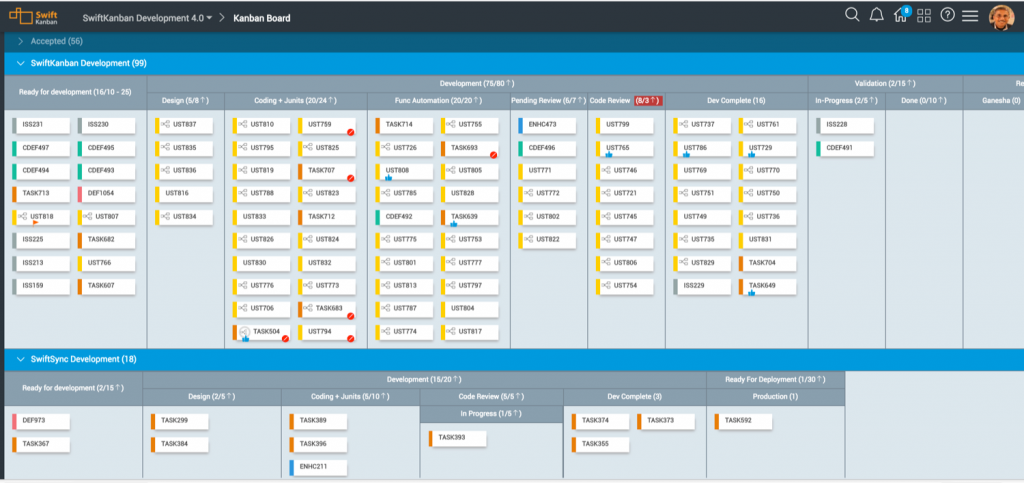 Swift Kanban
SwiftKanban Development 4.0 > Kanban Board
8
Accepted (56)
SwiftKanban Development (99)
Ready for development (16/10 - 25)
Development (75/80 ↑)
Validation (2/15 ↑)
Re
Design (5/8 ↑)
Coding + Junits (20/24 ↑)
Func Automation (20/20 ↑)
Pending Review (6/7 ↑)
Code Review (8/3 ↑)
Dev Complete (16)
In-Progress (2/5 ↑)
Done (0/10 ↑)
Ganesha (0)
ISS231 ISS230 UST837 UST810 UST759 TASK714 UST755 ENHC473 UST799 UST737 UST761 ISS228
CDEF497 CDEF495 UST835 UST795 UST825 UST726 TASK693 CDEF496 UST765 UST786 UST729 CDEF491
CDEF494 CDEF493 UST836 UST819 TASK707 UST808 UST805 UST771 UST746 UST769 UST770
TASK713 DEF1054 UST816 UST788 UST823 UST785 UST828 UST772 UST721 UST751 UST750
UST818 UST807 UST834 UST833 TASK712 CDEF492 TASK639 UST802 UST745 UST749 UST736
ISS225 TASK682 UST826 UST824 UST775 UST753 UST822 UST747 UST735 UST831
ISS213 UST766 UST830 UST832 UST801 UST777 UST806 UST829 TASK704
ISS159 TASK607 UST776 UST773 UST813 UST797 UST754 ISS229 TASK649
UST706 TASK683 UST787 UST804
TASK504 UST794 UST774 UST817
SwiftSync Development (18)
Ready for development (2/15 ↑)
Development (15/20 ↑)
Ready For Deployment (1/30 ↑)
Design (2/5 ↑)
Coding + Junits (5/10 ↑)
Code Review (5/5 ↑)
Dev Complete (3)
Production (1)
In Progress (1/5 ↑)
DEF973 TASK299 TASK389 TASK374 TASK373 TASK592
TASK393
TASK367 TASK384 TASK396 TASK355
ENHC211